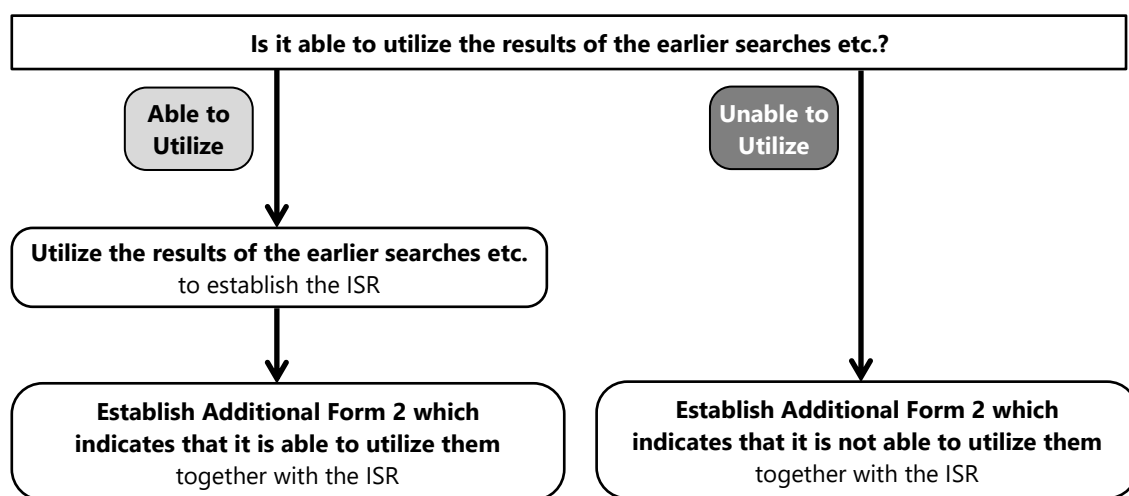 Is it able to utilize the results of the earlier searches etc.?
Able to
Utilize
Unable to
Utilize
Utilize the results of the earlier searches etc.
to establish the ISR
Establish Additional Form 2 which
indicates that it is able to utilize them
together with the ISR
Establish Additional Form 2 which
indicates that it is not able to utilize them
together with the ISR